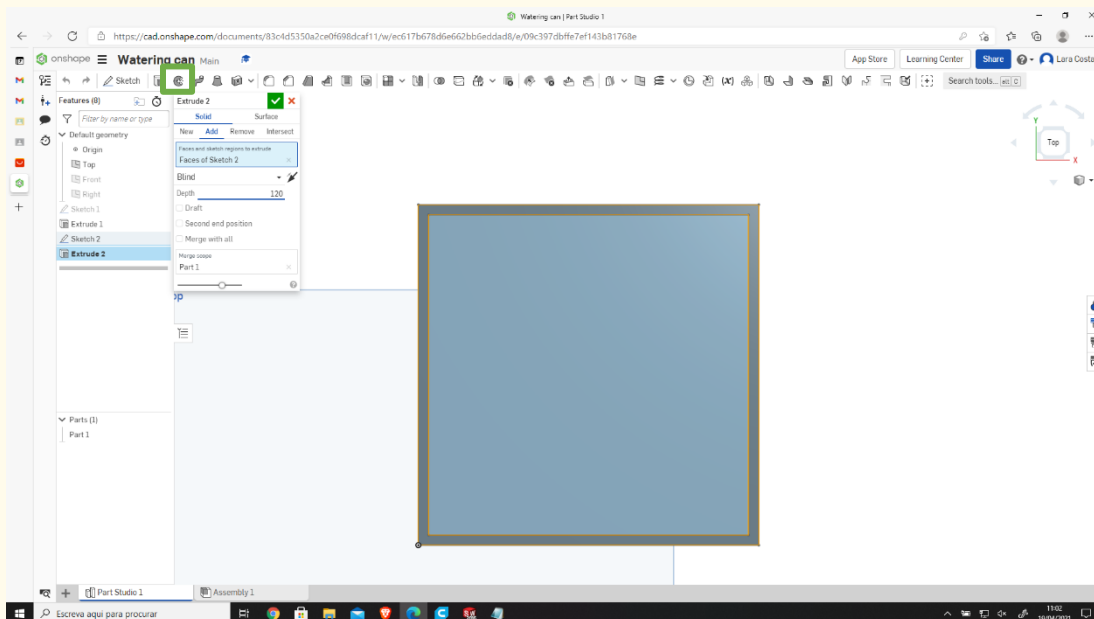 Watering can | Part Studio 1
https://cad.onshape.com/documents/83c4d5350a2ce0f698dcaf11/w/ec617b678d6e662bb6eddad8/e/09c397dbffe7ef143b81768e
onshape Watering can Main
App Store Learning Center Share Lara Costa
Sketch
Search tools...
Features (8)
Filter by name or type
Default geometry
Origin
Top
Front
Right
Sketch 1
Extrude 1
Sketch 2
Extrude 2
Extrude 2
Solid Surface
New Add Remove Intersect
Faces and sketch regions to extrude
Faces of Sketch 2
Blind
Depth 120
Draft
Second end position
Merge with all
Merge scope
Part 1
op
Y
Top
X
Parts (1)
Part 1
Part Studio 1 Assembly 1
Escreva aqui para procurar
11:02
19/04/2021